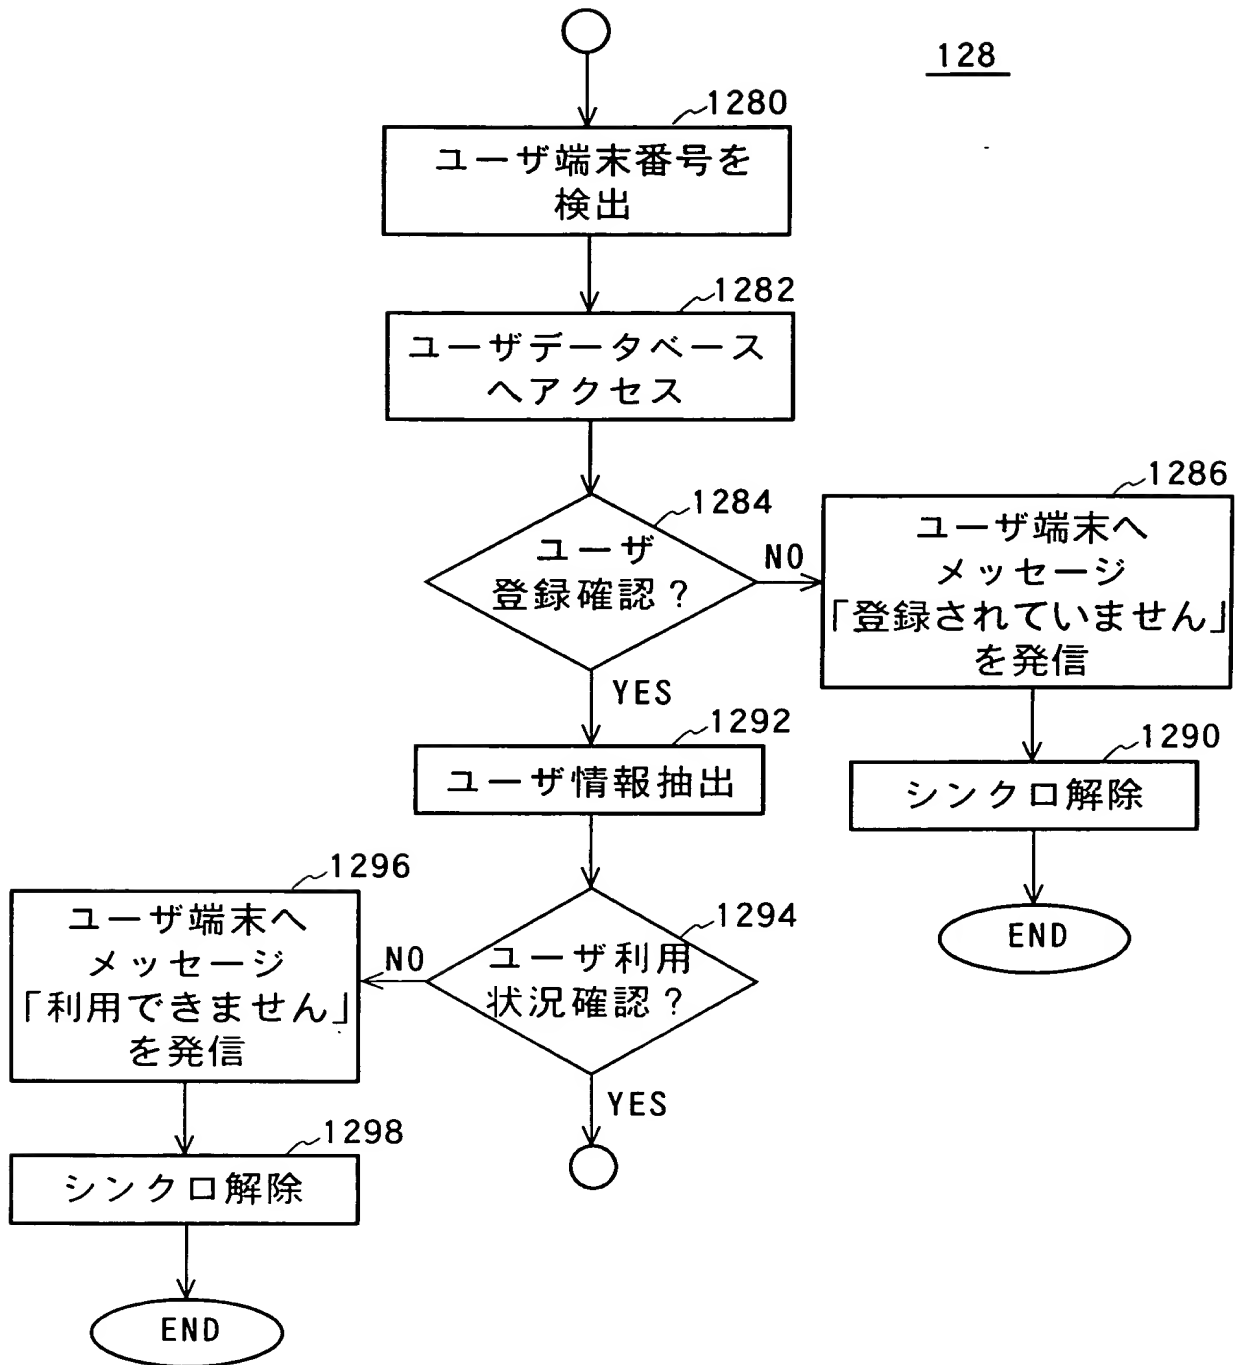 128
1280
ユーザ端末番号を
検出
1282
ユーザデータベース
へアクセス
1284
ユーザ
登録確認？
NO
YES
1286
ユーザ端末へ
メッセージ
「登録されていません」
を発信
1290
シンクロ解除
END
1292
ユーザ情報抽出
1294
ユーザ利用
状況確認？
NO
YES
1296
ユーザ端末へ
メッセージ
「利用できません」
を発信
1298
シンクロ解除
END